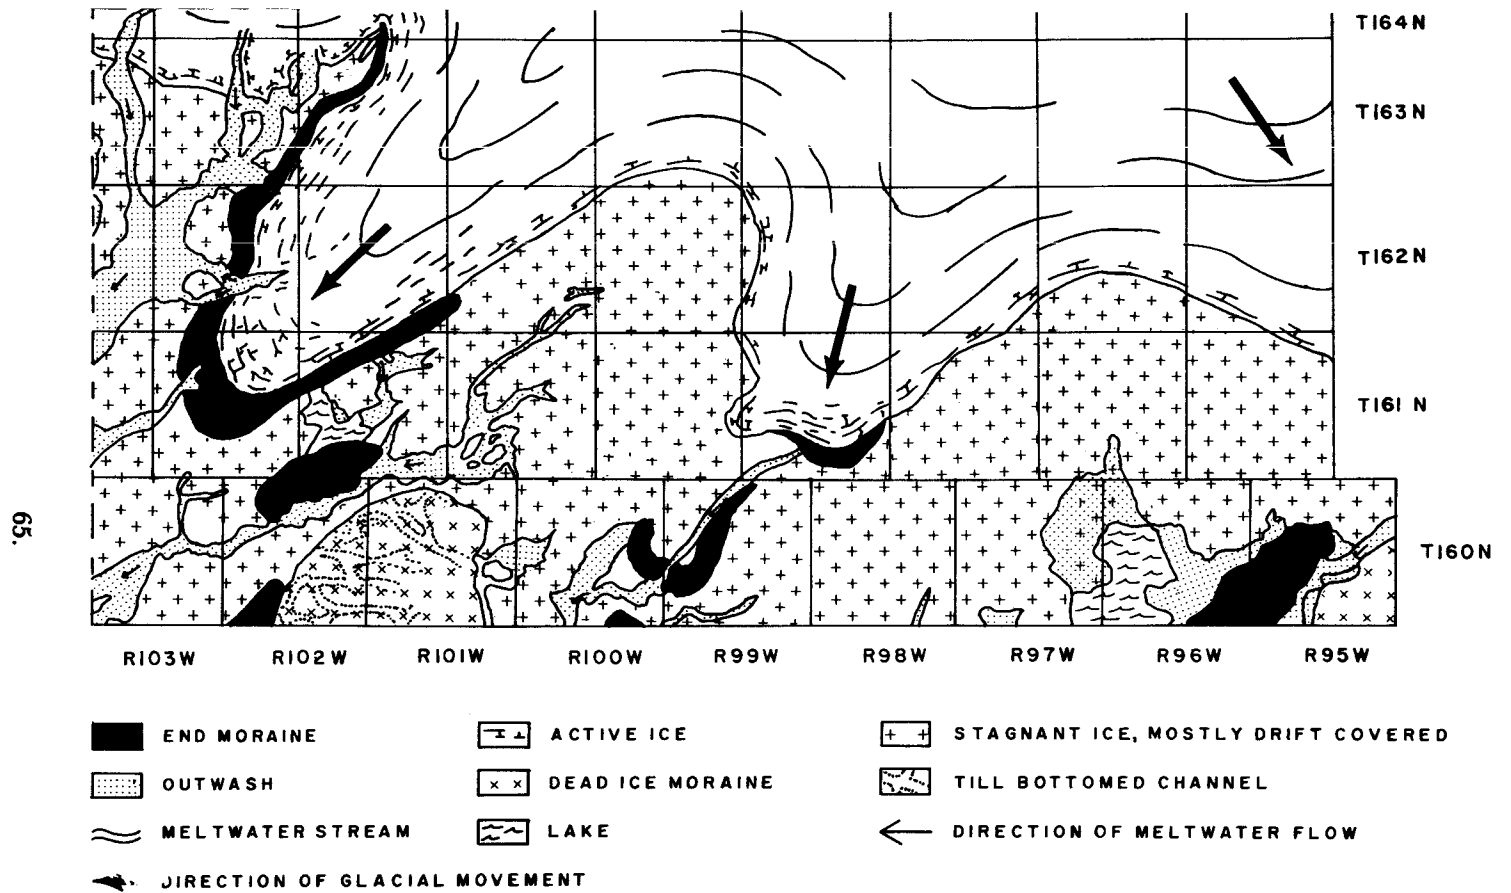 T164N
T163N
T162N
T161N
T160N
R103W R102W R101W R100W R99W R98W R97W R96W R95W
END MORAINE ACTIVE ICE STAGNANT ICE, MOSTLY DRIFT COVERED
OUTWASH DEAD ICE MORAINE TILL BOTTOMED CHANNEL
MELTWATER STREAM LAKE DIRECTION OF MELTWATER FLOW
DIRECTION OF GLACIAL MOVEMENT
65.